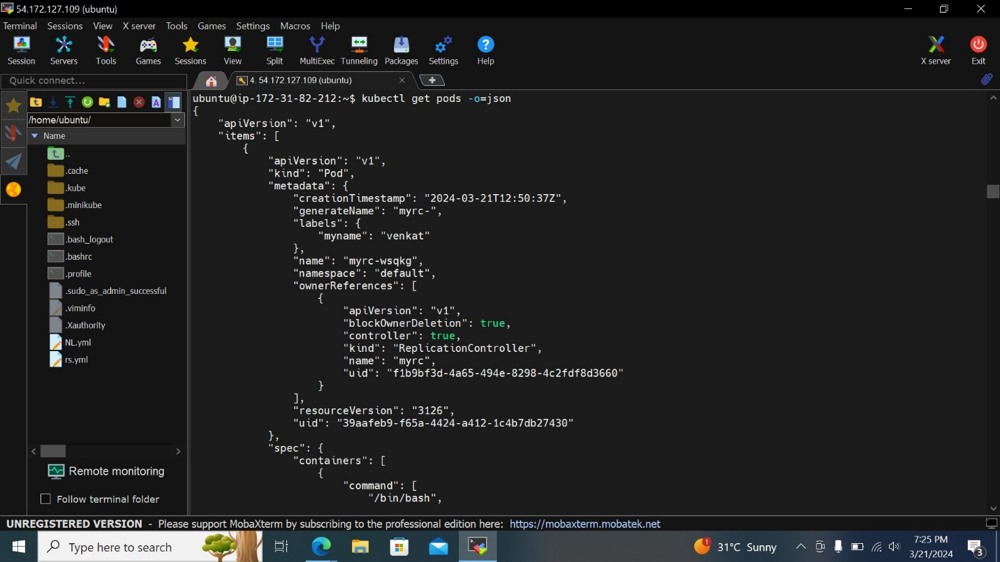 54.172.127.109 (ubuntu)
Terminal Sessions View X server Tools Games Settings Macros Help
Session Servers Tools Games Sessions View Split MultiExec Tunneling Packages Settings Help X server Exit
Quick connect...
4. 54.172.127.109 (ubuntu)
/home/ubuntu/
Name
..
.cache
.kube
.minikube
.ssh
.bash_logout
.bashrc
.profile
.sudo_as_admin_successful
.viminfo
.Xauthority
NL.yml
rs.yml
Remote monitoring
Follow terminal folder
ubuntu@ip-172-31-82-212:~$ kubectl get pods -o=json
{
    "apiVersion": "v1",
    "items": [
        {
            "apiVersion": "v1",
            "kind": "Pod",
            "metadata": {
                "creationTimestamp": "2024-03-21T12:50:37Z",
                "generateName": "myrc-",
                "labels": {
                    "myname": "venkat"
                },
                "name": "myrc-wsqkg",
                "namespace": "default",
                "ownerReferences": [
                    {
                        "apiVersion": "v1",
                        "blockOwnerDeletion": true,
                        "controller": true,
                        "kind": "ReplicationController",
                        "name": "myrc",
                        "uid": "f1b9bf3d-4a65-494e-8298-4c2fdf8d3660"
                    }
                ],
                "resourceVersion": "3126",
                "uid": "39aafeb9-f65a-4424-a412-1c4b7db27430"
            },
            "spec": {
                "containers": [
                    {
                        "command": [
                            "/bin/bash",
UNREGISTERED VERSION - Please support MobaXterm by subscribing to the professional edition here: https://mobaxterm.mobatek.net
Type here to search
1
31°C Sunny
7:25 PM
3/21/2024
3